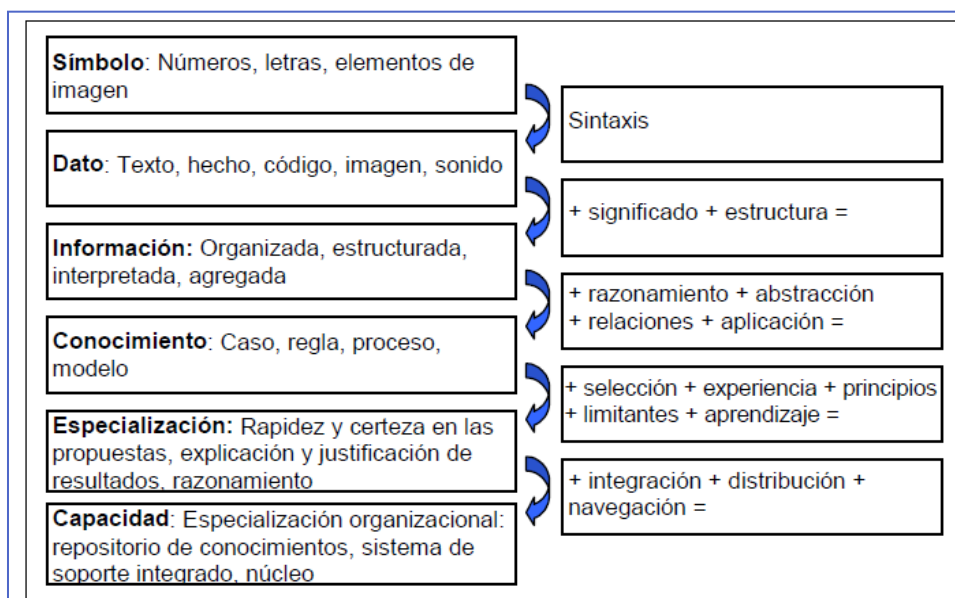 Símbolo: Números, letras, elementos de
imagen
Sintaxis
Dato: Texto, hecho, código, imagen, sonido
+ significado + estructura =
Información: Organizada, estructurada,
interpretada, agregada
+ razonamiento + abstracción
+ relaciones + aplicación =
Conocimiento: Caso, regla, proceso,
modelo
+ selección + experiencia + principios
+ limitantes + aprendizaje =
Especialización: Rapidez y certeza en las
propuestas, explicación y justificación de
resultados, razonamiento
+ integración + distribución +
navegación =
Capacidad: Especialización organizacional:
repositorio de conocimientos, sistema de
soporte integrado, núcleo